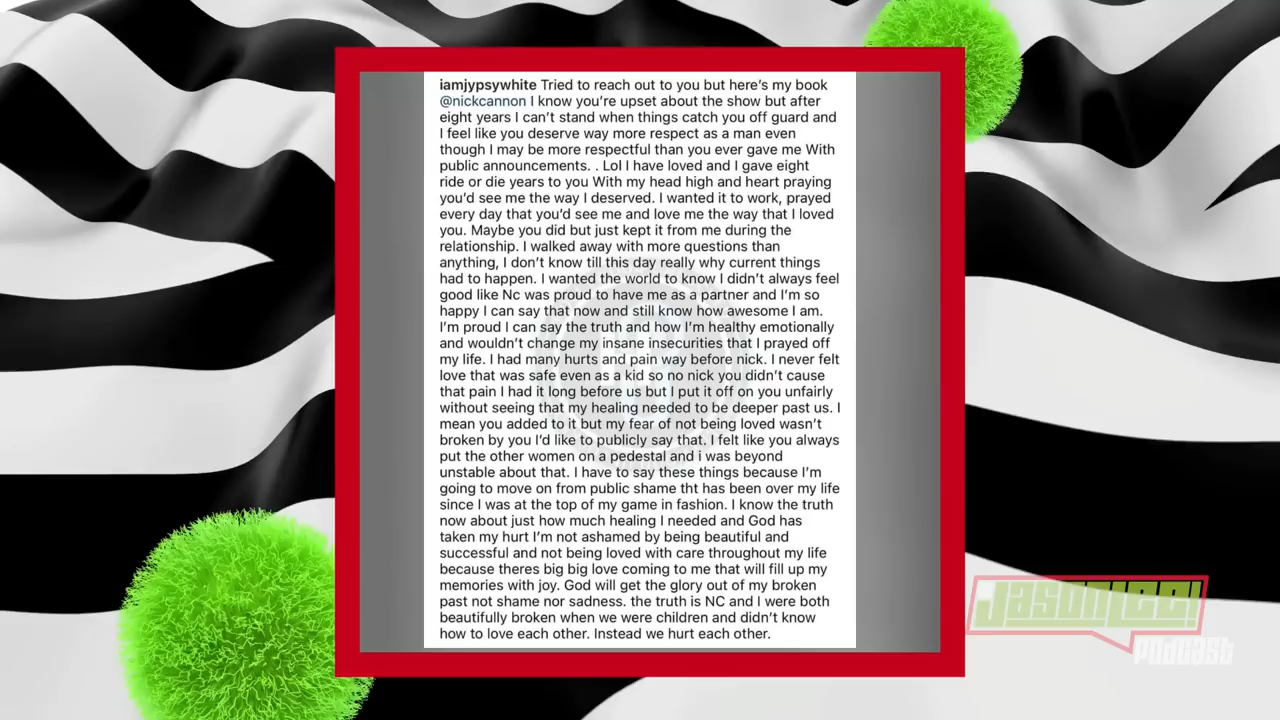 iamjypsywhite Tried to reach out to you but here's my book
@nickcannon I know you're upset about the show but after
eight years I can't stand when things catch you off guard and
I feel like you deserve way more respect as a man even
though I may be more respectful than you ever gave me With
public announcements. . Lol I have loved and I gave eight
ride or die years to you With my head high and heart praying
you'd see me the way I deserved. I wanted it to work, prayed
every day that you'd see me and love me the way that I loved
you. Maybe you did but just kept it from me during the
relationship. I walked away with more questions than
anything, I don't know till this day really why current things
had to happen. I wanted the world to know I didn't always feel
good like Nc was proud to have me as a partner and I'm so
happy I can say that now and still know how awesome I am.
I'm proud I can say the truth and how I'm healthy emotionally
and wouldn't change my insane insecurities that I prayed off
my life. I had many hurts and pain way before nick. I never felt
love that was safe even as a kid so no nick you didn't cause
that pain I had it long before us but I put it off on you unfairly
without seeing that my healing needed to be deeper past us. I
mean you added to it but my fear of not being loved wasn't
broken by you I'd like to publicly say that. I felt like you always
put the other women on a pedestal and i was beyond
unstable about that. I have to say these things because I'm
going to move on from public shame tht has been over my life
since I was at the top of my game in fashion. I know the truth
now about just how much healing I needed and God has
taken my hurt I'm not ashamed by being beautiful and
successful and not being loved with care throughout my life
because theres big big love coming to me that will fill up my
memories with joy. God will get the glory out of my broken
past not shame nor sadness. the truth is NC and I were both
beautifully broken when we were children and didn't know
how to love each other. Instead we hurt each other.
JASON LEE!
PODCAST